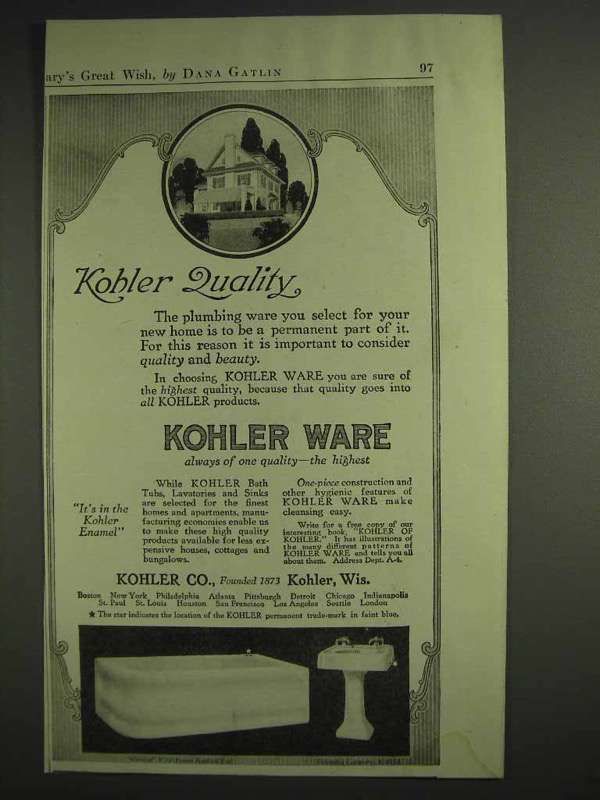 ary's Great Wish, by DANA GATLIN 97
Kohler Quality
The plumbing ware you select for your
new home is to be a permanent part of it.
For this reason it is important to consider
quality and beauty.
In choosing KOHLER WARE you are sure of
the highest quality, because that quality goes into
all KOHLER products.
KOHLER WARE
always of one quality—the highest
"It's in the
Kohler
Enamel"
While KOHLER Bath
Tubs, Lavatories and Sinks
are selected for the finest
homes and apartments, manu-
facturing economies enable us
to make these high quality
products available for less ex-
pensive houses, cottages and
bungalows.
One-piece construction and
other hygienic features of
KOHLER WARE make
cleansing easy.
Write for a free copy of our
interesting book, "KOHLER OF
KOHLER." It has illustrations of
the many different patterns of
KOHLER WARE and tells you all
about them. Address Dept. A-4.
KOHLER CO., Founded 1873 Kohler, Wis.
Boston New York Philadelphia Atlanta Pittsburgh Detroit Chicago Indianapolis
St. Paul St. Louis Houston San Francisco Los Angeles Seattle London
★ The star indicates the location of the KOHLER permanent trade-mark in faint blue.